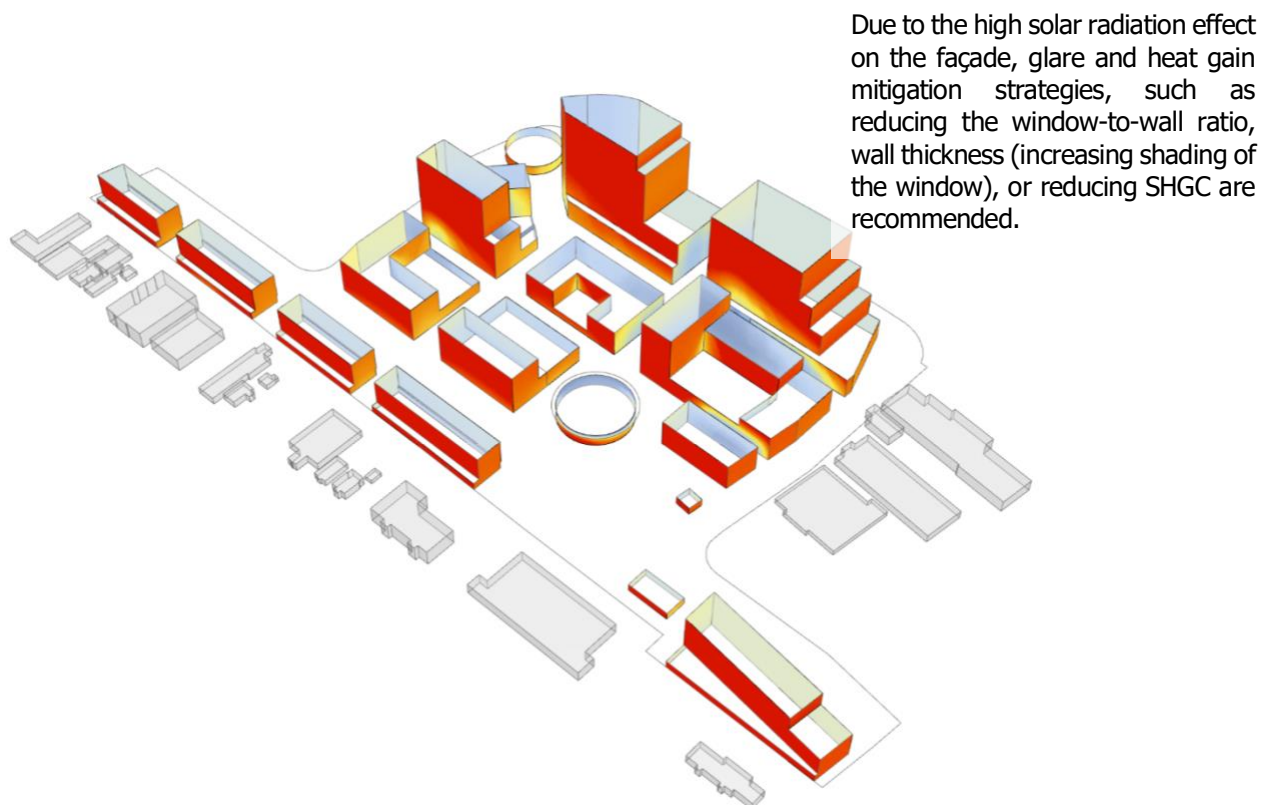 Due to the high solar radiation effect
on the façade, glare and heat gain
mitigation strategies, such as
reducing the window-to-wall ratio,
wall thickness (increasing shading of
the window), or reducing SHGC are
recommended.